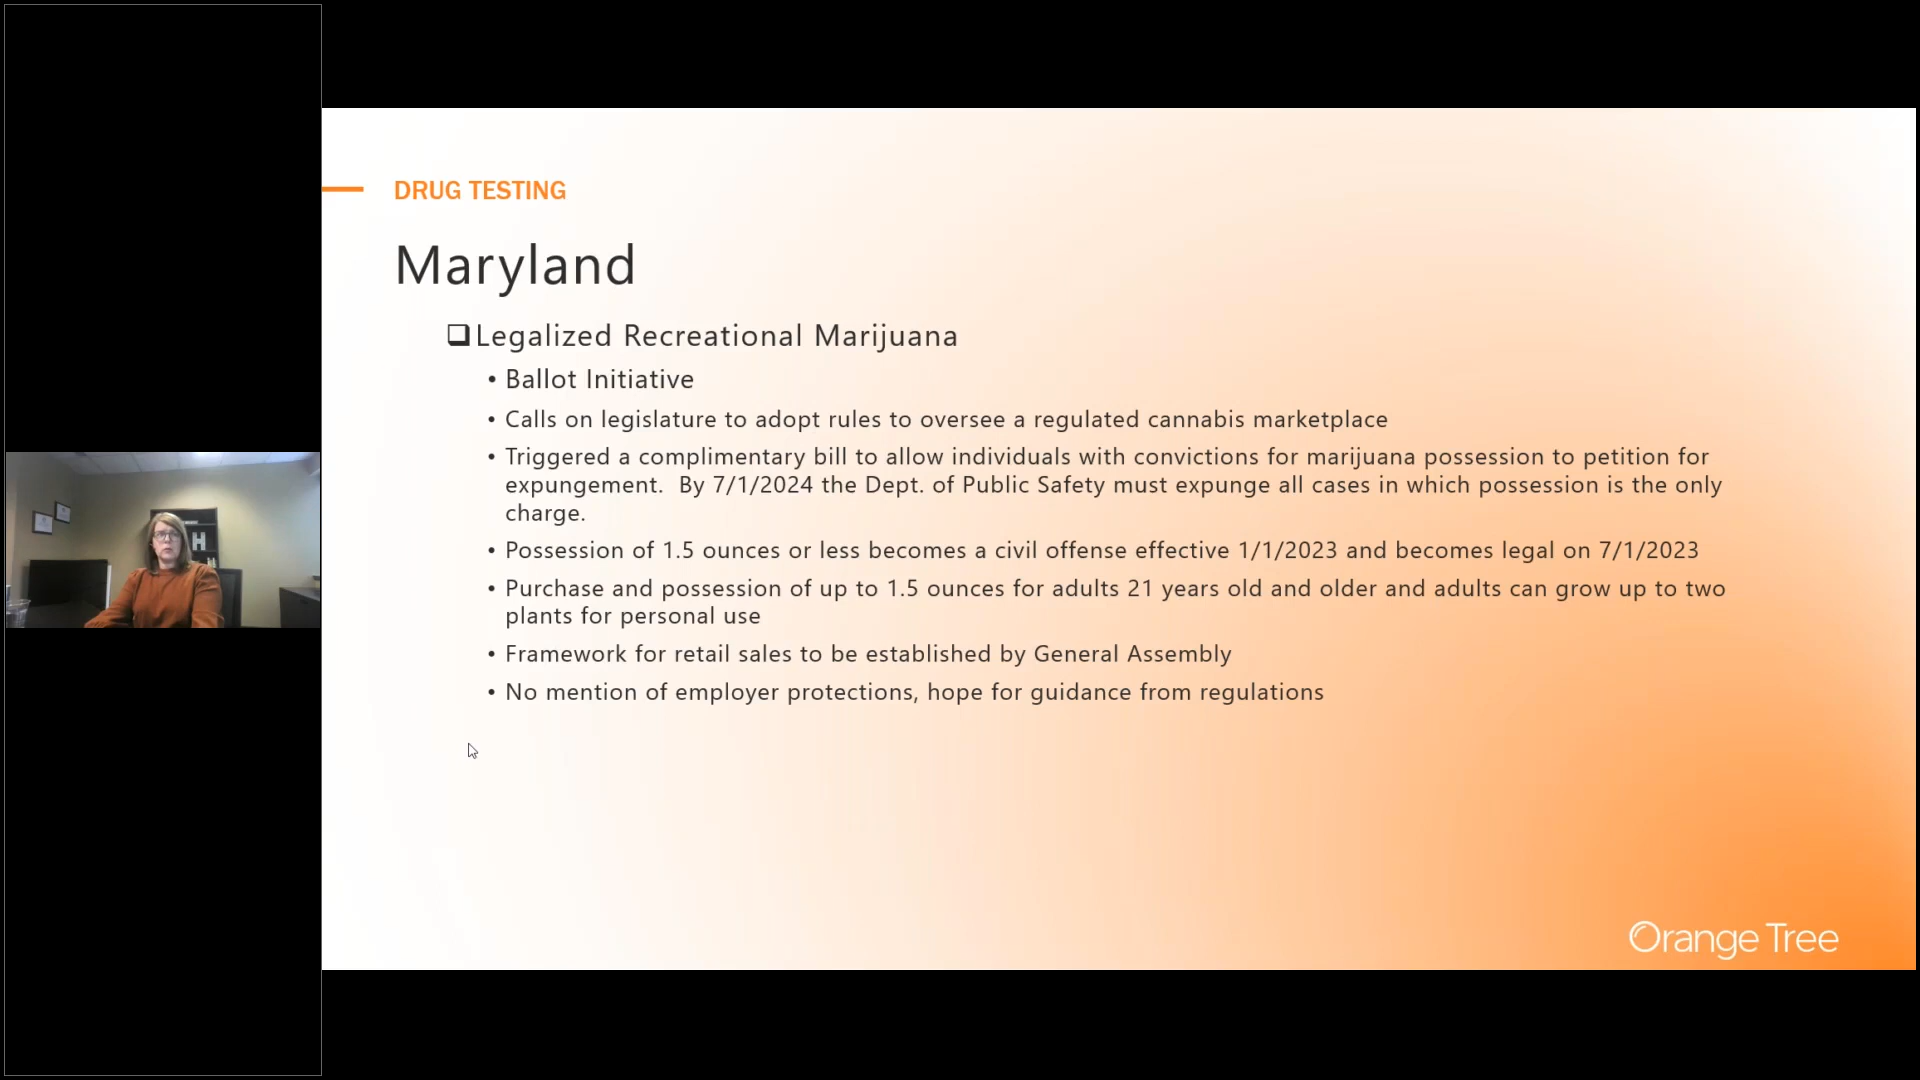 DRUG TESTING
Maryland
Legalized Recreational Marijuana
• Ballot Initiative
• Calls on legislature to adopt rules to oversee a regulated cannabis marketplace
• Triggered a complimentary bill to allow individuals with convictions for marijuana possession to petition for
expungement.  By 7/1/2024 the Dept. of Public Safety must expunge all cases in which possession is the only
charge.
• Possession of 1.5 ounces or less becomes a civil offense effective 1/1/2023 and becomes legal on 7/1/2023
• Purchase and possession of up to 1.5 ounces for adults 21 years old and older and adults can grow up to two
plants for personal use
• Framework for retail sales to be established by General Assembly
• No mention of employer protections, hope for guidance from regulations
H
Orange Tree